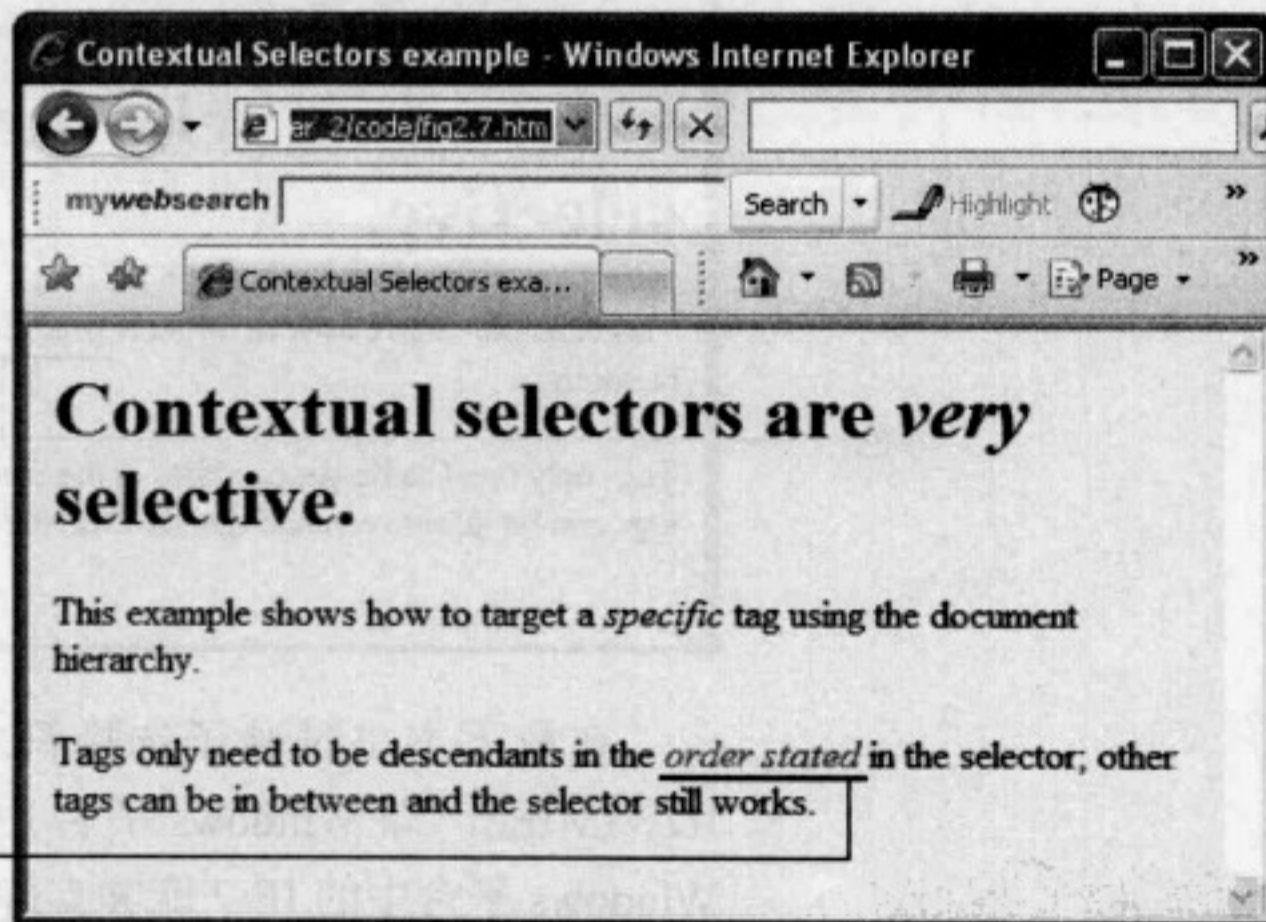 Contextual Selectors example - Windows Internet Explorer
er_2/code/fig2.7.htm
mywebsearch Search Highlight
Contextual Selectors exa... Page
Contextual selectors are very
selective.
This example shows how to target a specific tag using the document
hierarchy.
Tags only need to be descendants in the order stated in the selector; other
tags can be in between and the selector still works.